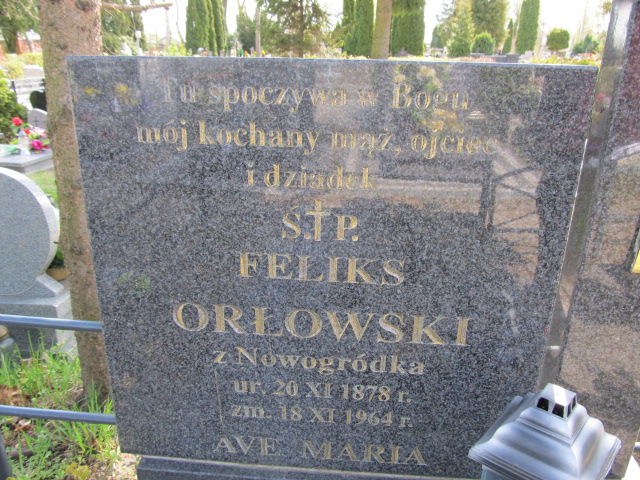 Tu spoczywa w Bogu
mój kochany mąż, ojciec
i dziadek
Ś.†P.
FELIKS
ORŁOWSKI
z Nowogródka
ur. 20 XI 1878 r.
zm. 18 XI 1964 r.
AVE MARIA